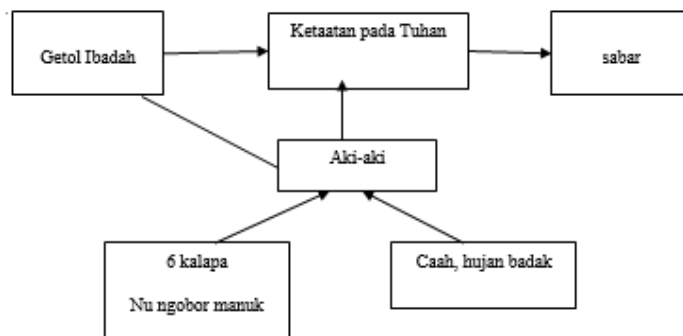 Getol Ibadah
Ketaatan pada Tuhan
sabar
Aki-aki
6 kalapa
Nu ngobor manuk
Caah, hujan badak